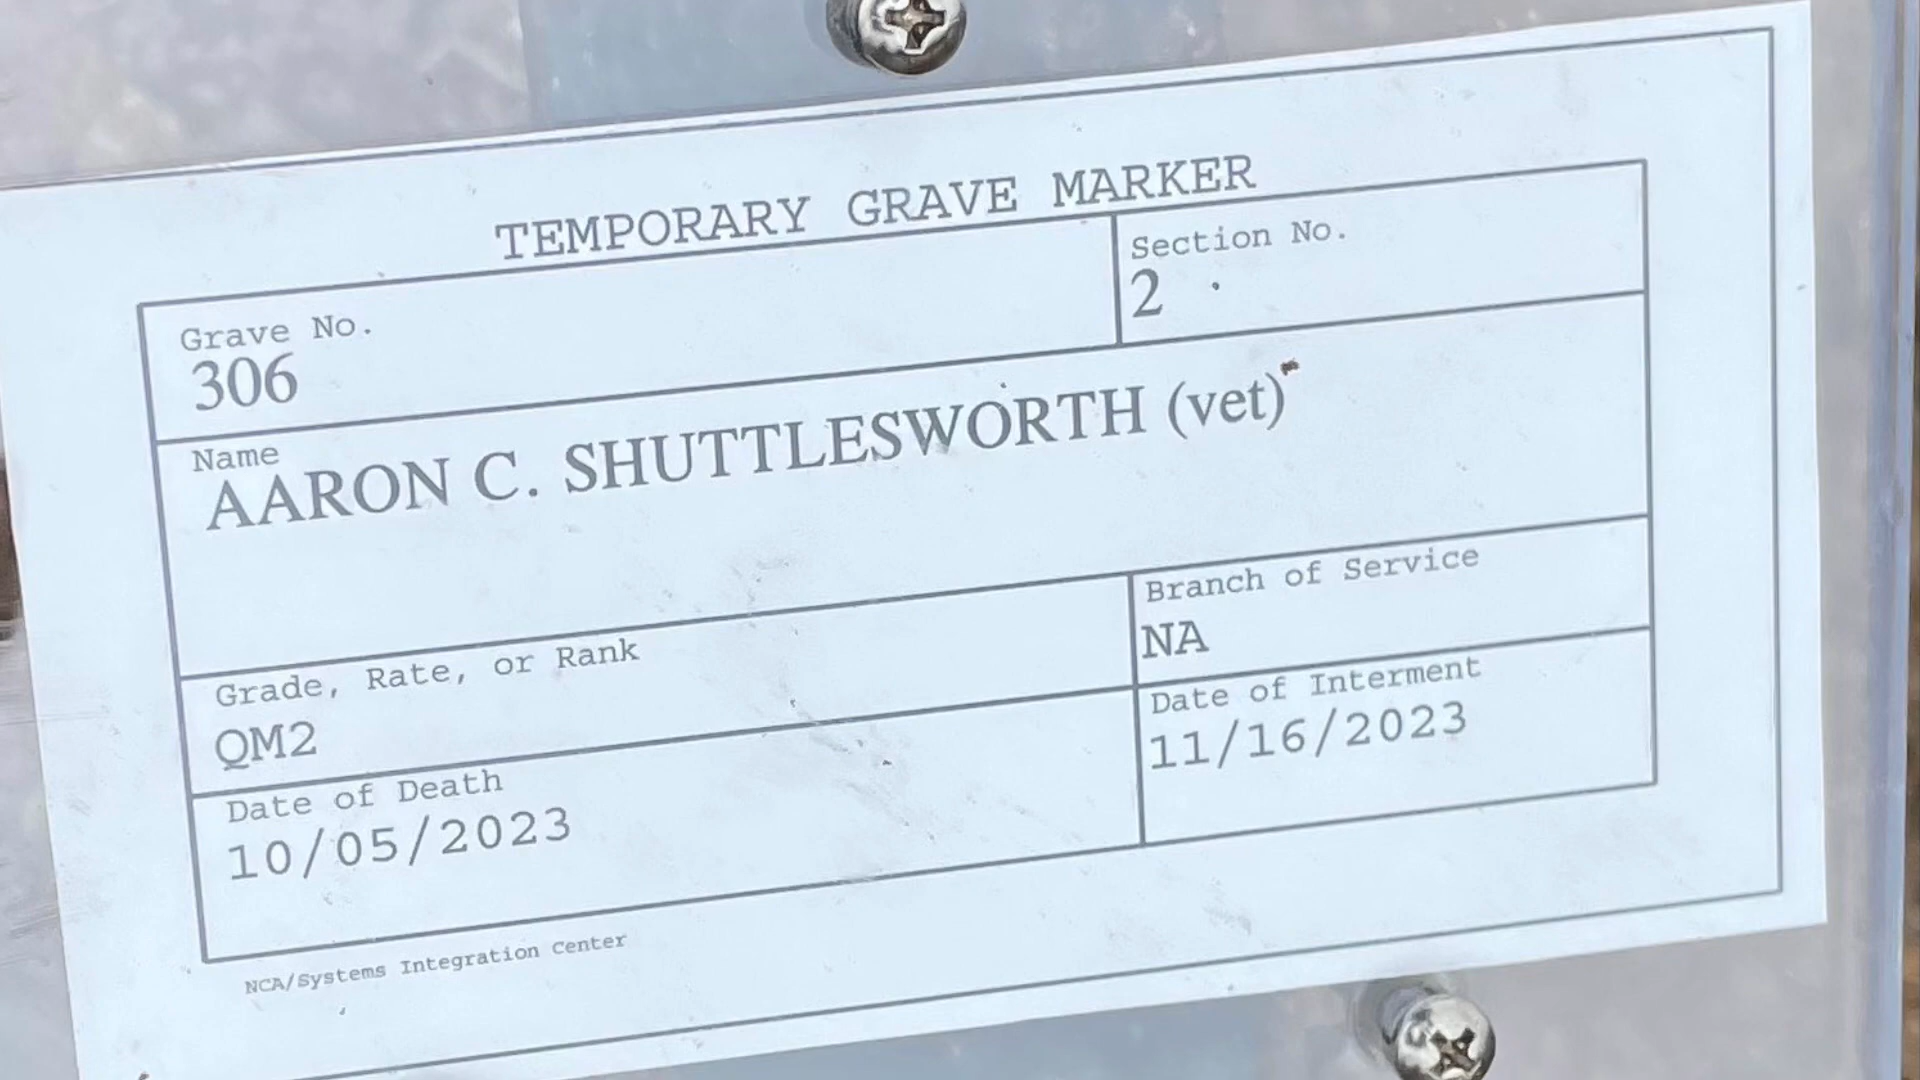 TEMPORARY GRAVE MARKER
Grave No.
306
Section No.
2
Name
AARON C. SHUTTLESWORTH (vet)
Grade, Rate, or Rank
QM2
Branch of Service
NA
Date of Death
10/05/2023
Date of Interment
11/16/2023
NCA/Systems Integration Center